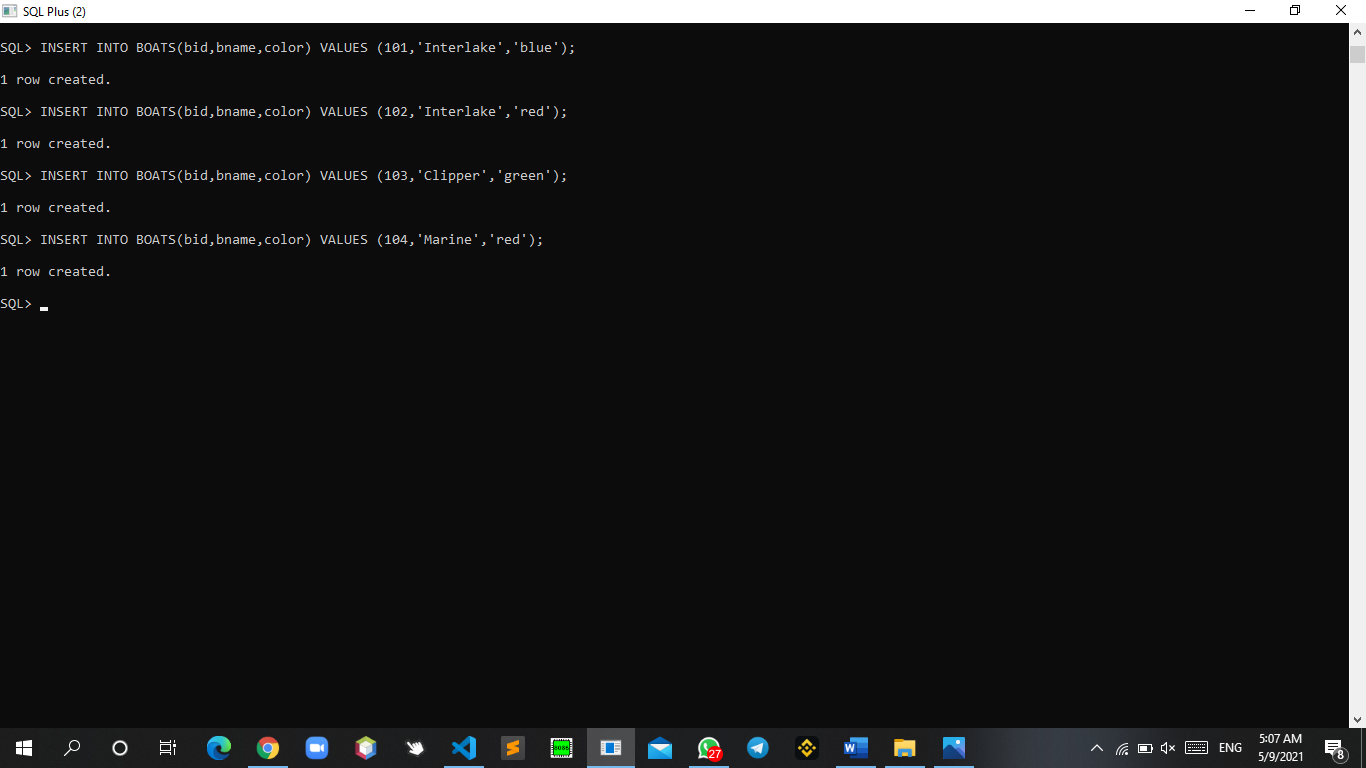 SQL Plus (2)
SQL> INSERT INTO BOATS(bid,bname,color) VALUES (101,'Interlake','blue');
1 row created.
SQL> INSERT INTO BOATS(bid,bname,color) VALUES (102,'Interlake','red');
1 row created.
SQL> INSERT INTO BOATS(bid,bname,color) VALUES (103,'Clipper','green');
1 row created.
SQL> INSERT INTO BOATS(bid,bname,color) VALUES (104,'Marine','red');
1 row created.
SQL>
8086
27
W
ENG
5:07 AM
5/9/2021
8